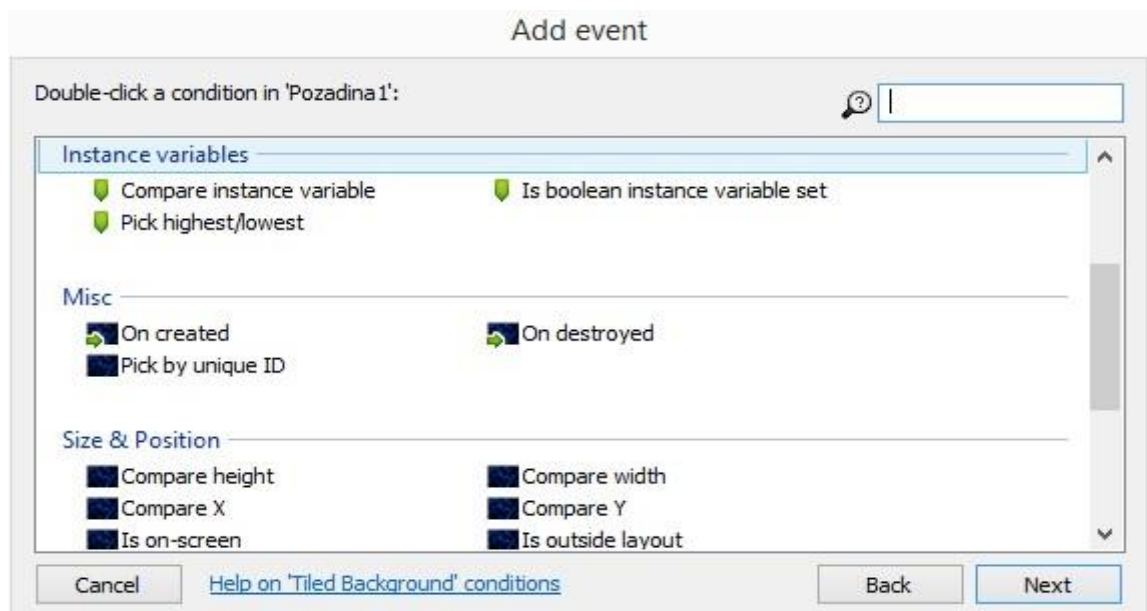 Add event
Double-click a condition in 'Pozadina1':
Instance variables
Compare instance variable Is boolean instance variable set
Pick highest/lowest
Misc
On created On destroyed
Pick by unique ID
Size & Position
Compare height Compare width
Compare X Compare Y
Is on-screen Is outside layout
Cancel Help on 'Tiled Background' conditions Back Next